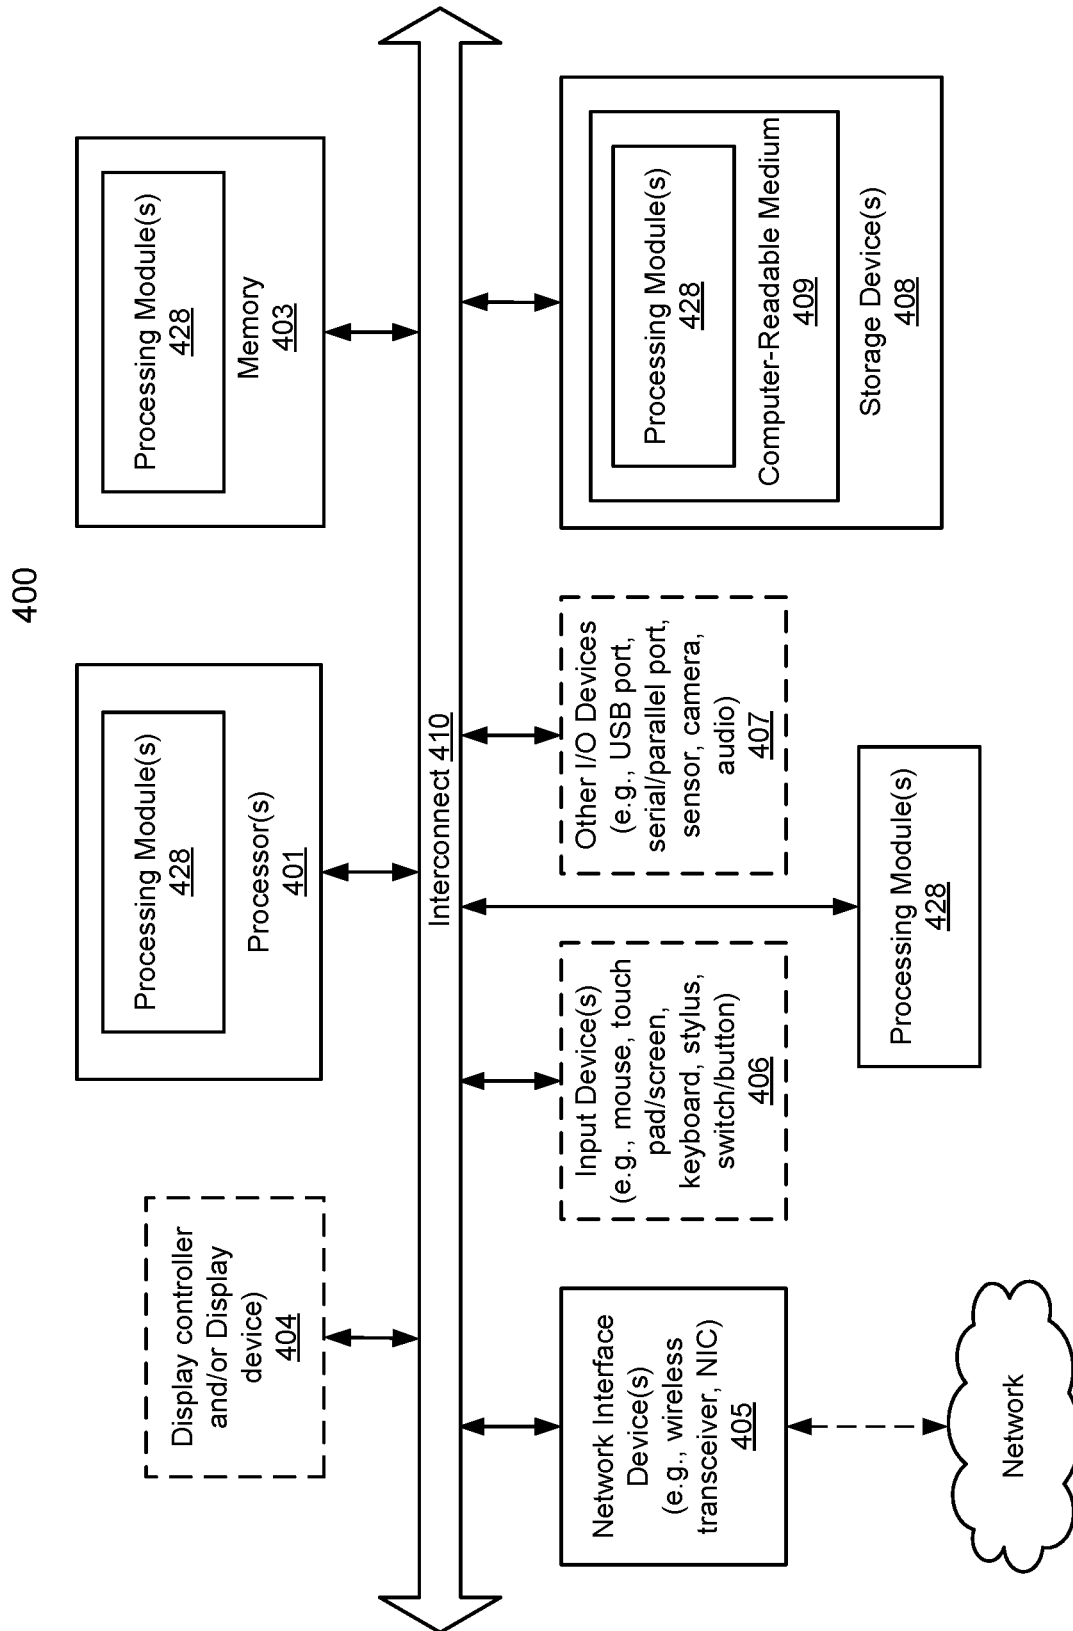 400
Display controller
and/or Display
device)
404
Processing Module(s)
428
Processor(s)
401
Processing Module(s)
428
Memory
403
Interconnect 410
Network Interface
Device(s)
(e.g., wireless
transceiver, NIC)
405
Input Device(s)
(e.g., mouse, touch
pad/screen,
keyboard, stylus,
switch/button)
406
Other I/O Devices
(e.g., USB port,
serial/parallel port,
sensor, camera,
audio)
407
Processing Module(s)
428
Computer-Readable Medium
409
Storage Device(s)
408
Network
Processing Module(s)
428